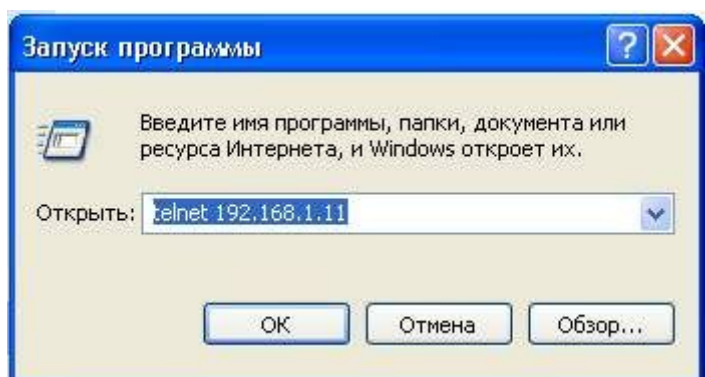 Запуск программы
?
Введите имя программы, папки, документа или
ресурса Интернета, и Windows откроет их.
Открыть: telnet 192.168.1.11
ОК Отмена Обзор...